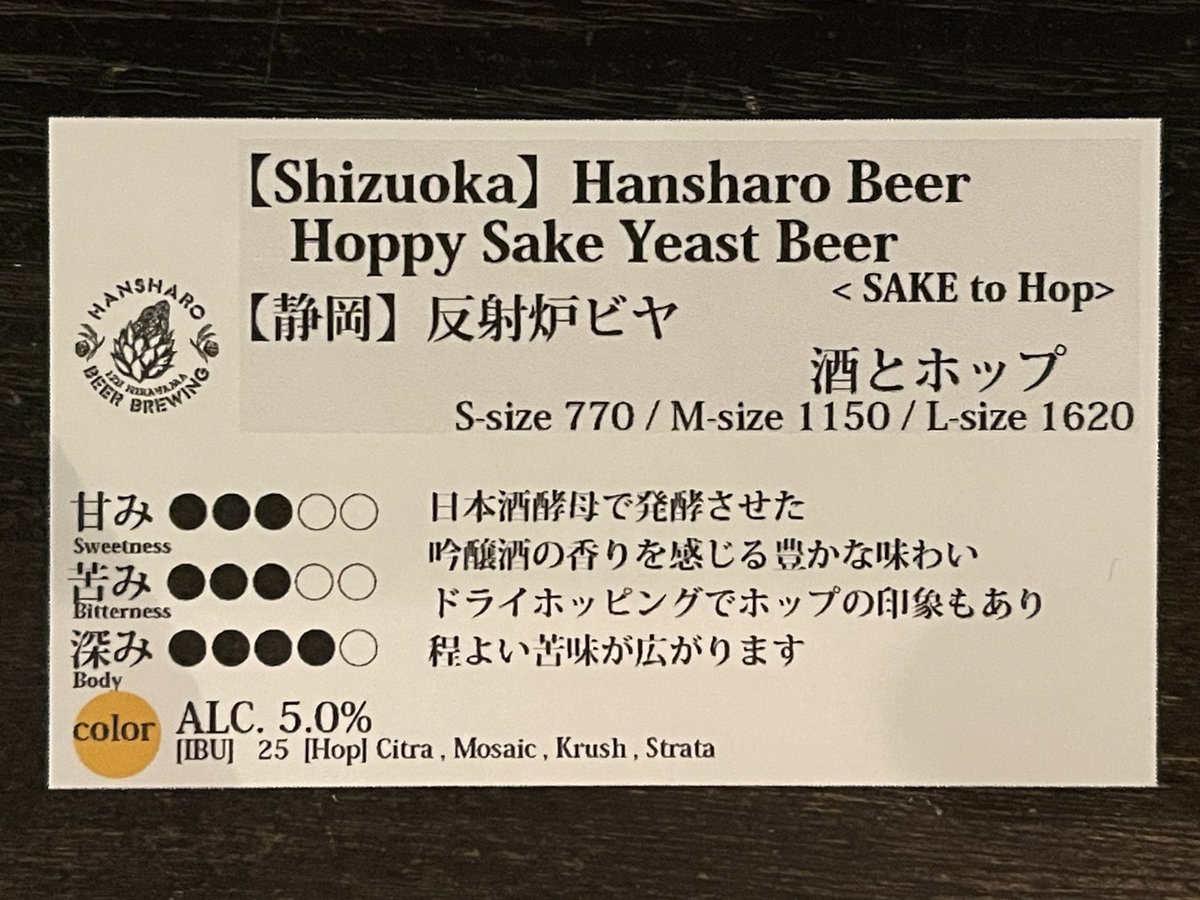 【Shizuoka】Hansharo Beer
Hoppy Sake Yeast Beer
< SAKE to Hop>
【静岡】反射炉ビヤ
酒とホップ
S-size 770 / M-size 1150 / L-size 1620
HANSHARO
IZU NIRAYAMA
BEER BREWING
甘み ●●●○○
Sweetness
苦み ●●●○○
Bitterness
深み ●●●●○
Body
日本酒酵母で発酵させた
吟醸酒の香りを感じる豊かな味わい
ドライホッピングでホップの印象もあり
程よい苦味が広がります
color
ALC. 5.0%
[IBU] 25 [Hop] Citra , Mosaic , Krush , Strata